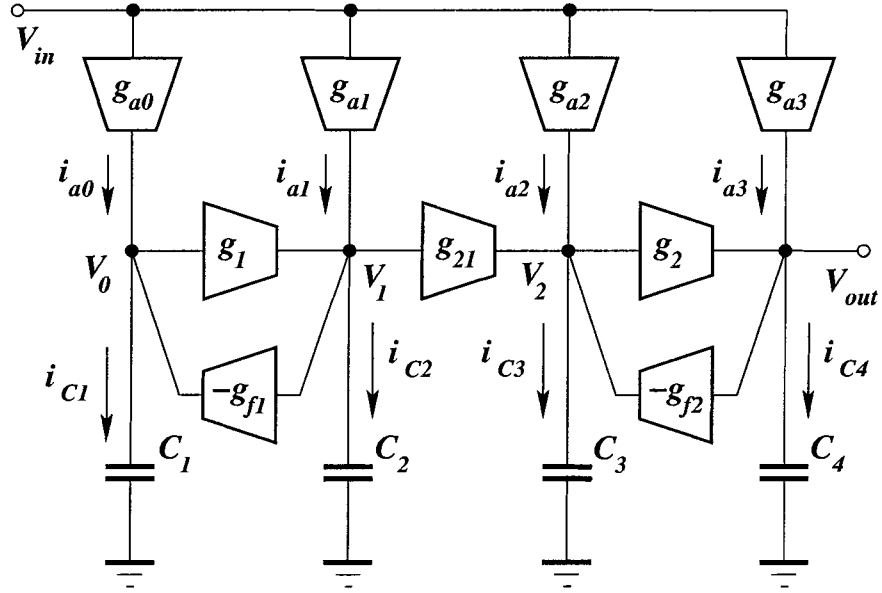 V_in
g_a0 g_a1 g_a2 g_a3
i_a0 i_a1 i_a2 i_a3
g_1 g_21 g_2
V_0 V_1 V_2 V_out
i_C1 -g_f1 i_C2 i_C3 -g_f2 i_C4
C_1 C_2 C_3 C_4